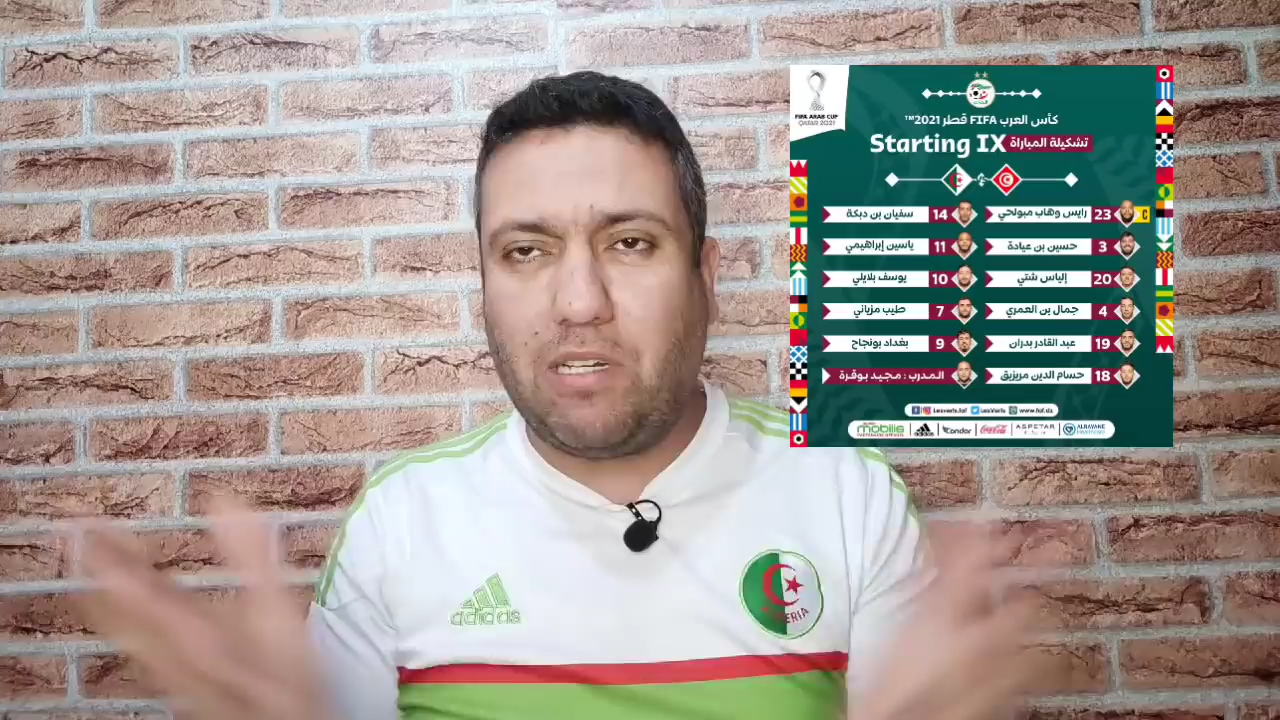 FIFA ARAB CUP
QATAR 2021
كأس العرب FIFA قطر 2021™
Starting IX تشكيلة المباراة
23 رايس وهاب مبولحي
C
14 سفيان بن دبكة
3 حسين بن عيادة
11 ياسين إبراهيمي
20 إلياس شتي
10 يوسف بلايلي
4 جمال بن العمري
7 طيب مزياني
19 عبد القادر بدران
9 بغداد بونجاح
18 حسام الدين مريزيق
المدرب : مجيد بوقرة
LesVerts.faf LesVerts www.faf.dz
mobilis adidas Condor Coca-Cola ASPETAR ALBAYANE
adidas